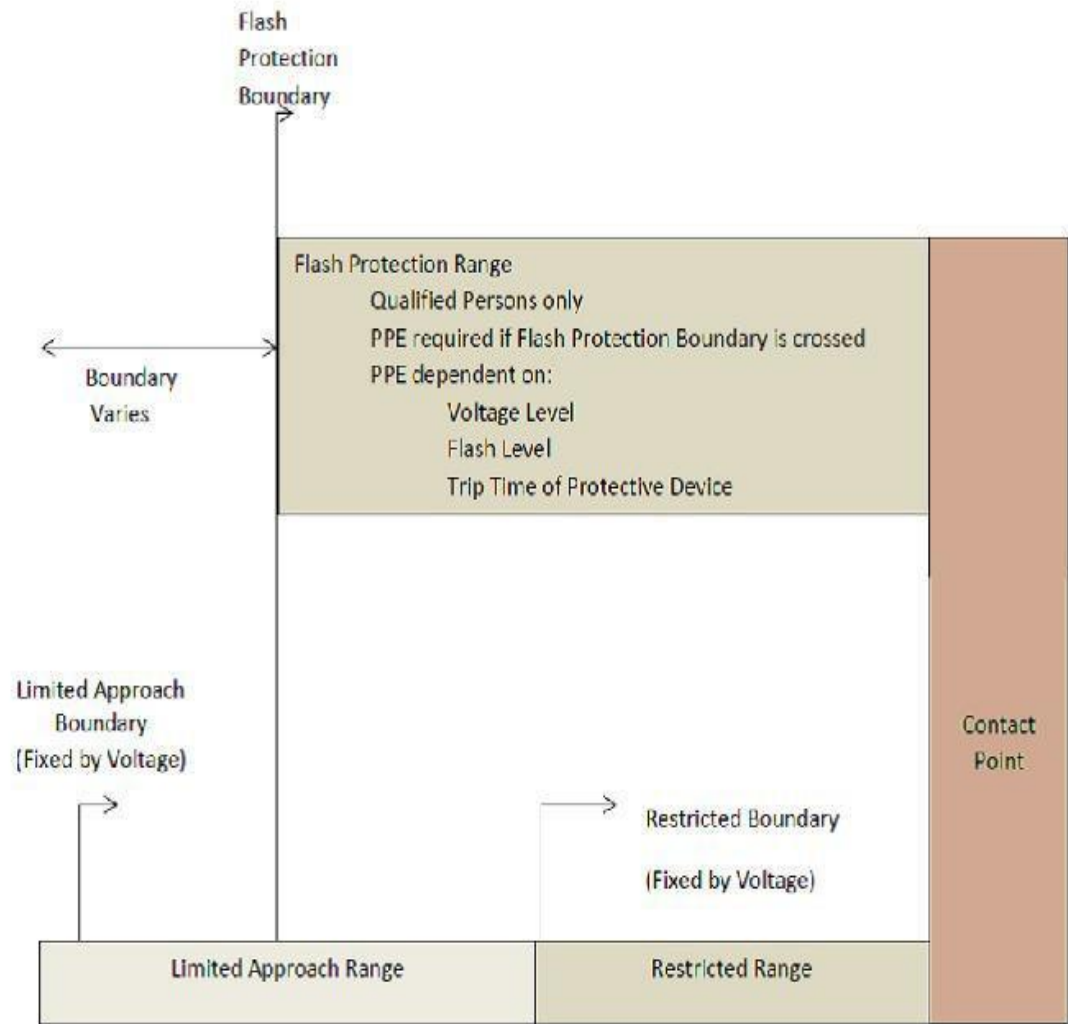 Flash
Protection
Boundary
Flash Protection Range
Qualified Persons only
PPE required if Flash Protection Boundary is crossed
PPE dependent on:
Voltage Level
Flash Level
Trip Time of Protective Device
Boundary
Varies
Limited Approach
Boundary
(Fixed by Voltage)
Restricted Boundary
(Fixed by Voltage)
Contact
Point
Limited Approach Range
Restricted Range